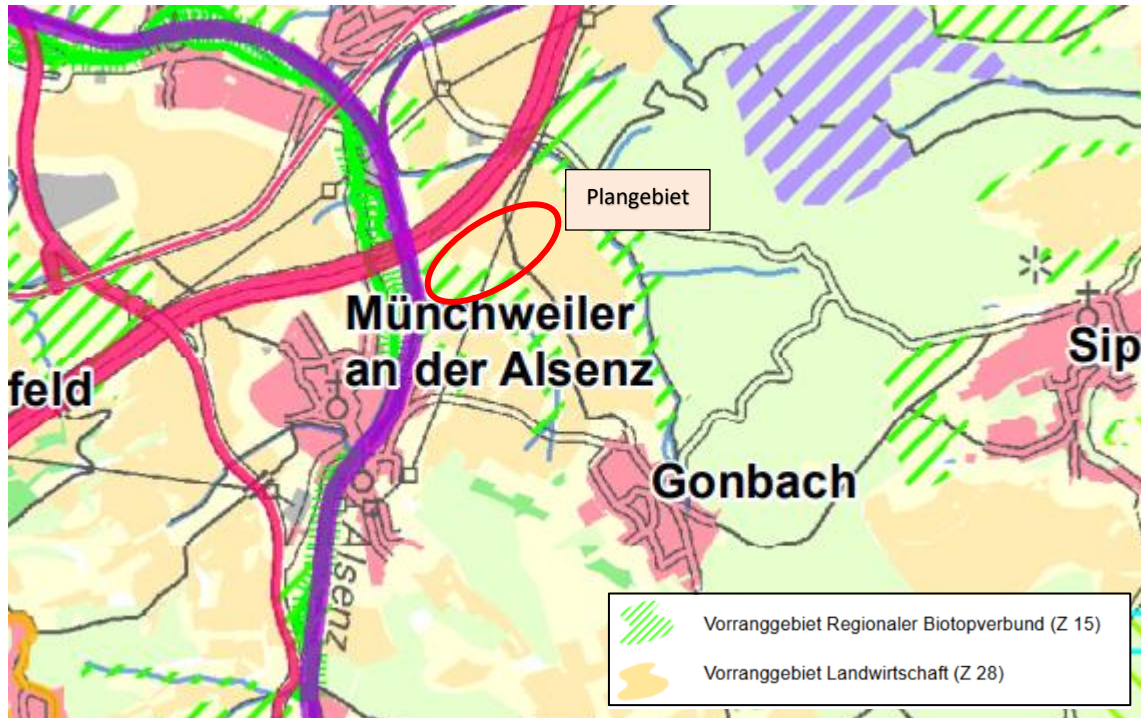 Plangebiet
Münchweiler
an der Alsenz
Sip
feld
Gonbach
Alsenz
Vorranggebiet Regionaler Biotopverbund (Z 15)
Vorranggebiet Landwirtschaft (Z 28)